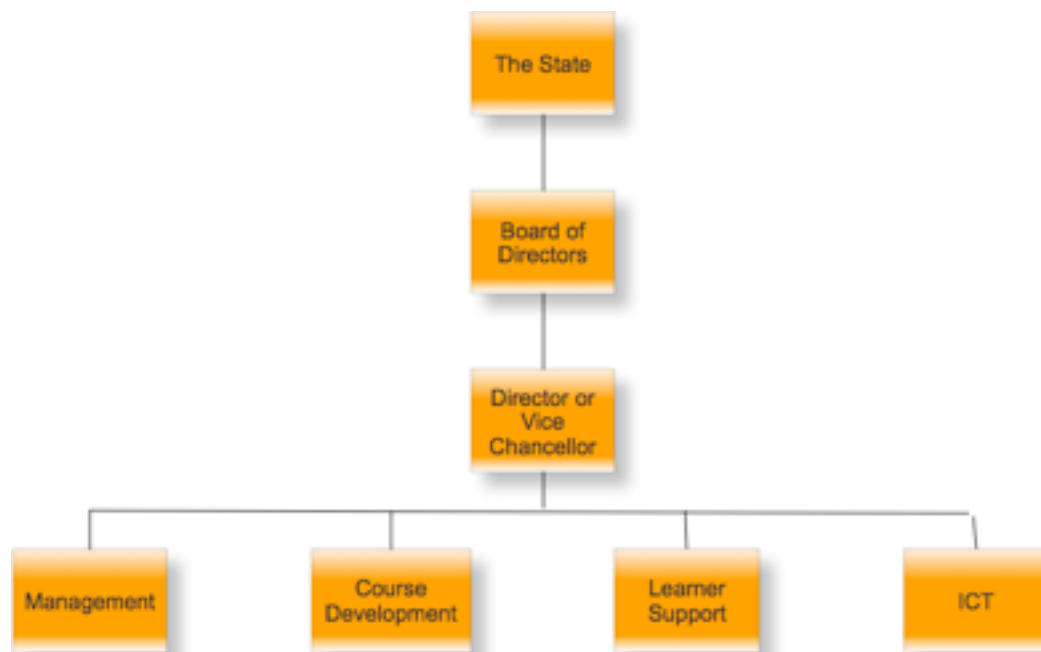 The State
Board of
Directors
Director or
Vice
Chancellor
Management
Course
Development
Learner
Support
ICT